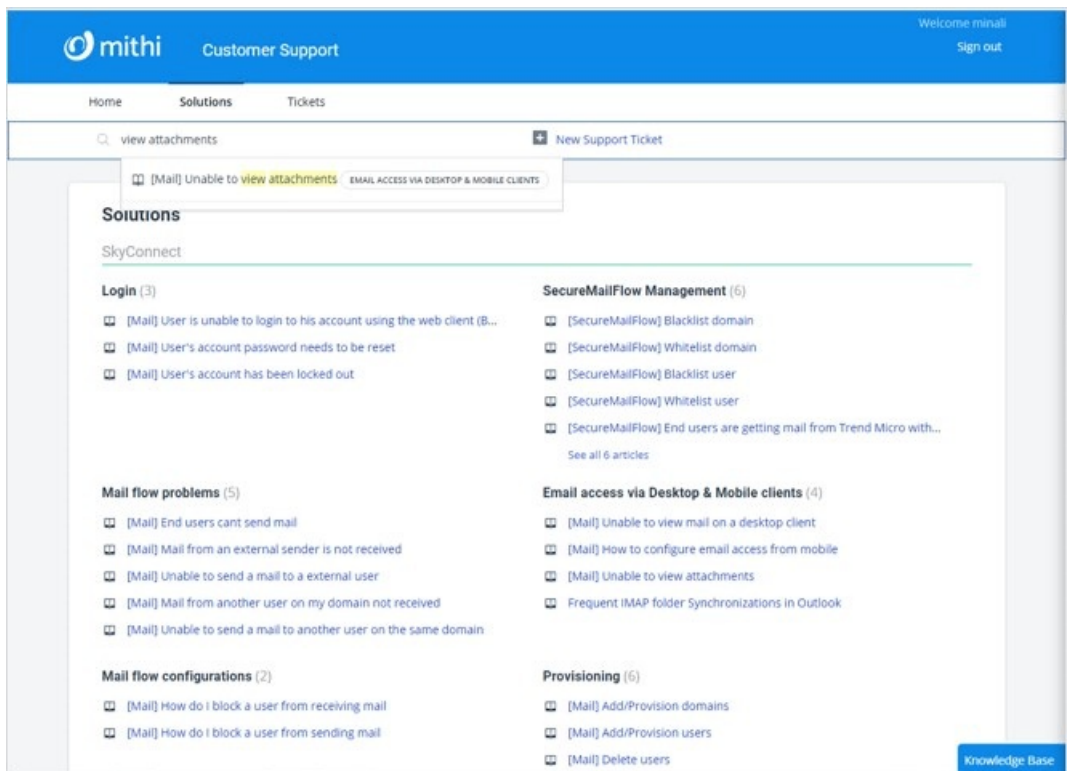 Welcome minali
mithi Customer Support
Sign out
Home Solutions Tickets
view attachments
New Support Ticket
[Mail] Unable to view attachments EMAIL ACCESS VIA DESKTOP & MOBILE CLIENTS
Solutions
SkyConnect
Login (3)
[Mail] User is unable to login to his account using the web client (B...
[Mail] User's account password needs to be reset
[Mail] User's account has been locked out
SecureMailFlow Management (6)
[SecureMailFlow] Blacklist domain
[SecureMailFlow] Whitelist domain
[SecureMailFlow] Blacklist user
[SecureMailFlow] Whitelist user
[SecureMailFlow] End users are getting mail from Trend Micro with...
See all 6 articles
Mail flow problems (5)
[Mail] End users cant send mail
[Mail] Mail from an external sender is not received
[Mail] Unable to send a mail to a external user
[Mail] Mail from another user on my domain not received
[Mail] Unable to send a mail to another user on the same domain
Email access via Desktop & Mobile clients (4)
[Mail] Unable to view mail on a desktop client
[Mail] How to configure email access from mobile
[Mail] Unable to view attachments
Frequent IMAP folder Synchronizations in Outlook
Mail flow configurations (2)
[Mail] How do I block a user from receiving mail
[Mail] How do I block a user from sending mail
Provisioning (6)
[Mail] Add/Provision domains
[Mail] Add/Provision users
[Mail] Delete users
Knowledge Base